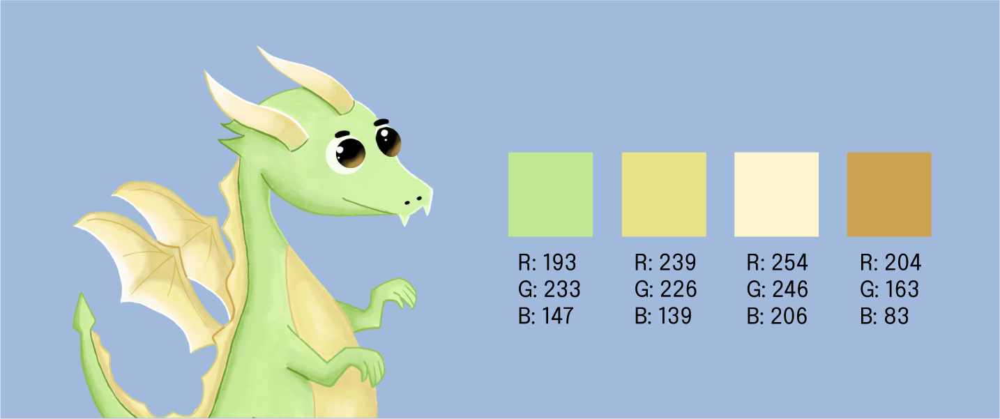 R: 193
G: 233
B: 147
R: 239
G: 226
B: 139
R: 254
G: 246
B: 206
R: 204
G: 163
B: 83